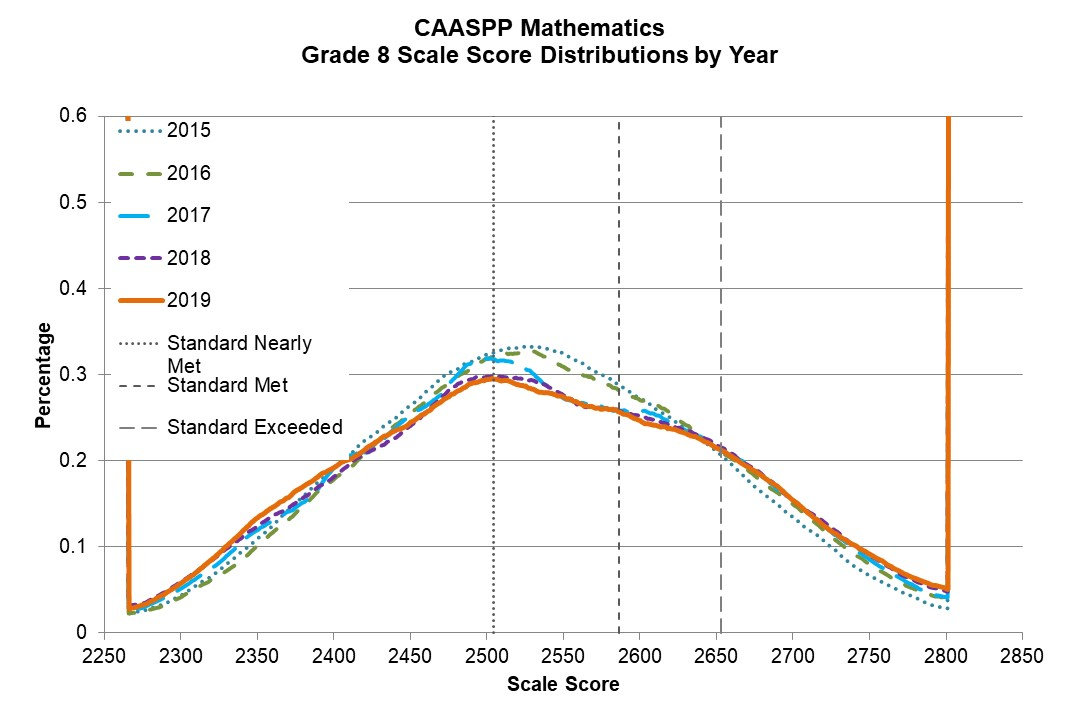 CAASPP Mathematics
Grade 8 Scale Score Distributions by Year
0.6
0.5
0.4
0.3
0.2
0.1
0
Percentage
2015
2016
2017
2018
2019
Standard Nearly
Met
Standard Met
Standard Exceeded
2250 2300 2350 2400 2450 2500 2550 2600 2650 2700 2750 2800 2850
Scale Score